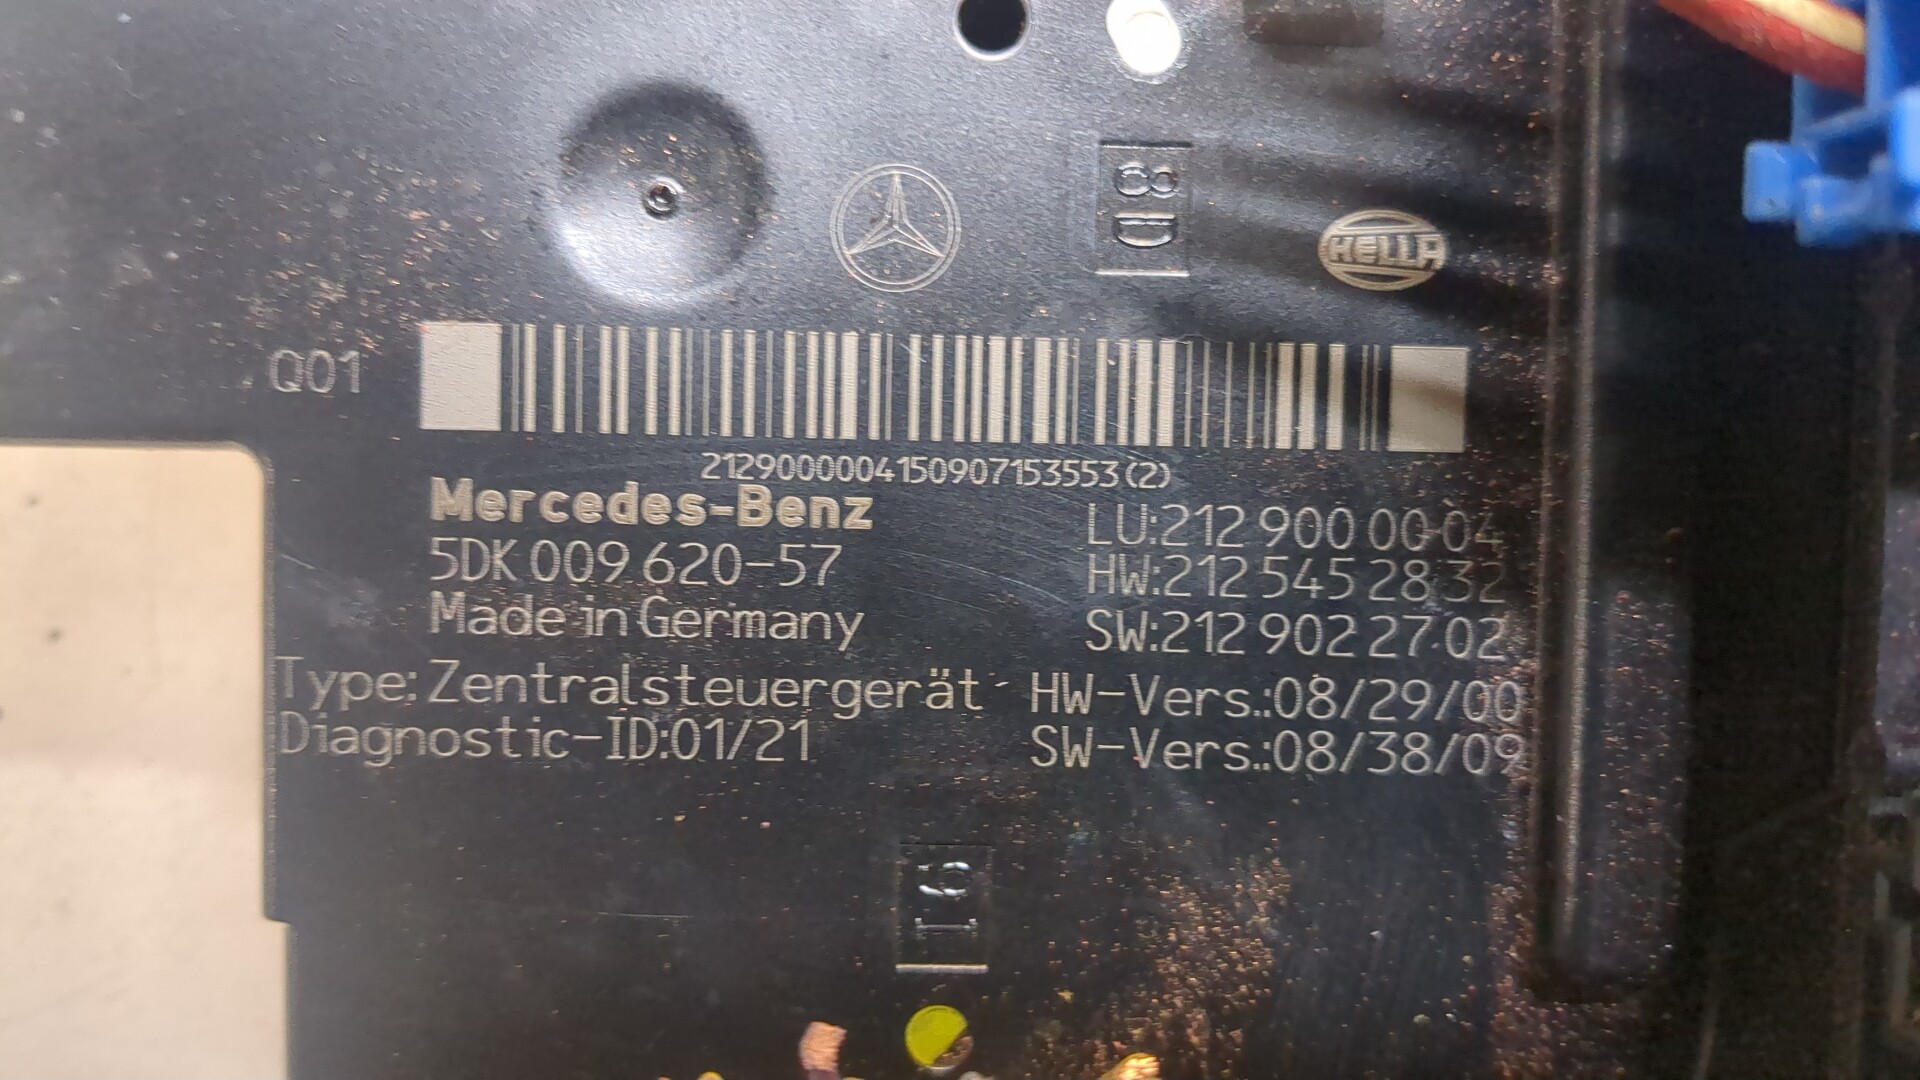 8D
HELLA
Q01
2129000004150907153553(2)
Mercedes-Benz
LU:212 900 00 04
5DK 009 620-57
HW:212 545 28 32
Made in Germany
SW:212 902 27 02
Type: Zentralsteuergerät
HW-Vers.:08/29/00
Diagnostic-ID:01/21
SW-Vers.:08/38/09